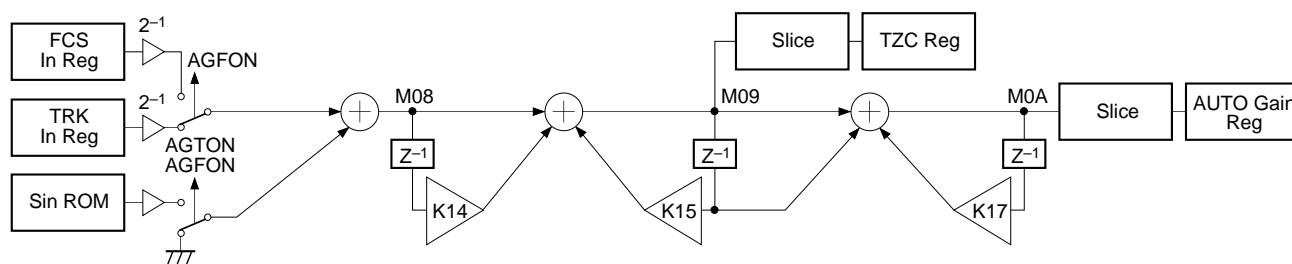 FCS
In Reg
2–1
AGFON
TRK
In Reg
2–1
AGTON
AGFON
Sin ROM
M08
Z–1
K14
K15
M09
Z–1
Slice
TZC Reg
M0A
Z–1
K17
Slice
AUTO Gain
Reg